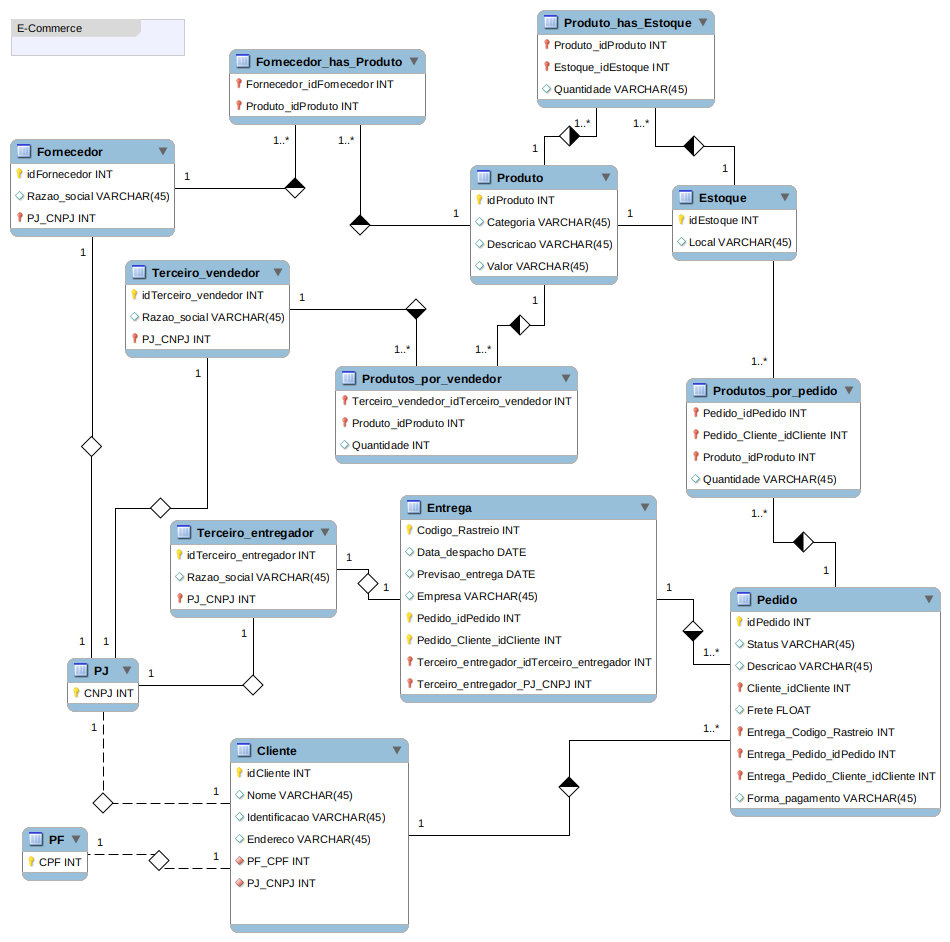 E-Commerce
Produto_has_Estoque
Produto_idProduto INT
Estoque_idEstoque INT
Quantidade VARCHAR(45)
Fornecedor_has_Produto
Fornecedor_idFornecedor INT
Produto_idProduto INT
1..*
1..*
1..*
1..*
1
1
Fornecedor
idFornecedor INT
Razao_social VARCHAR(45)
PJ_CNPJ INT
1
1
Produto
idProduto INT
Categoria VARCHAR(45)
Descricao VARCHAR(45)
Valor VARCHAR(45)
1
1
Estoque
idEstoque INT
Local VARCHAR(45)
1
Terceiro_vendedor
idTerceiro_vendedor INT
Razao_social VARCHAR(45)
PJ_CNPJ INT
1
1
1..*
1..*
1..*
1
Produtos_por_vendedor
Terceiro_vendedor_idTerceiro_vendedor INT
Produto_idProduto INT
Quantidade INT
Produtos_por_pedido
Pedido_idPedido INT
Pedido_Cliente_idCliente INT
Produto_idProduto INT
Quantidade VARCHAR(45)
1..*
1
Terceiro_entregador
idTerceiro_entregador INT
Razao_social VARCHAR(45)
PJ_CNPJ INT
1
1
1
Entrega
Codigo_Rastreio INT
Data_despacho DATE
Previsao_entrega DATE
Empresa VARCHAR(45)
Pedido_idPedido INT
Pedido_Cliente_idCliente INT
Terceiro_entregador_idTerceiro_entregador INT
Terceiro_entregador_PJ_CNPJ INT
1
1..*
Pedido
idPedido INT
Status VARCHAR(45)
Descricao VARCHAR(45)
Cliente_idCliente INT
Frete FLOAT
Entrega_Codigo_Rastreio INT
Entrega_Pedido_idPedido INT
Entrega_Pedido_Cliente_idCliente INT
Forma_pagamento VARCHAR(45)
1
1
PJ
CNPJ INT
1
1
1..*
1
1
Cliente
idCliente INT
Nome VARCHAR(45)
Identificacao VARCHAR(45)
Endereco VARCHAR(45)
PF_CPF INT
PJ_CNPJ INT
1
PF
CPF INT
1
1